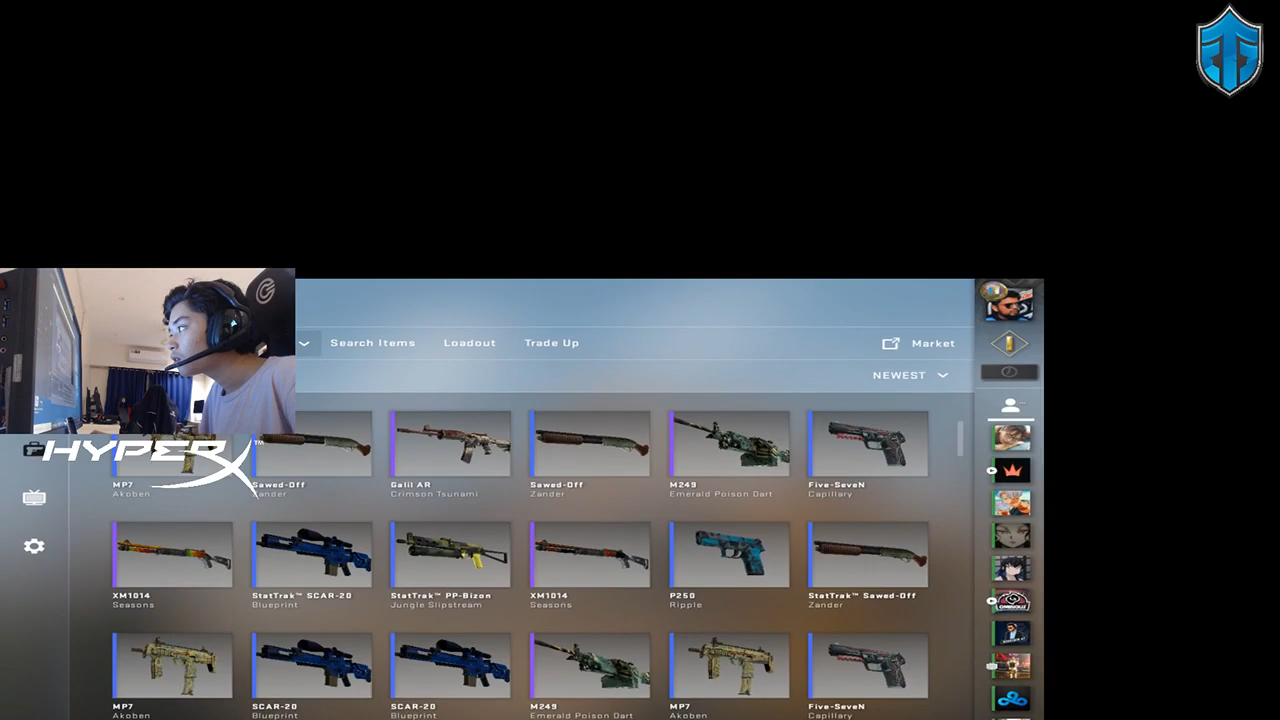 Search Items
Loadout
Trade Up
Market
NEWEST
HYPERX™
MP7
Akoben
Sawed-Off
Zander
Galil AR
Crimson Tsunami
Sawed-Off
Zander
M249
Emerald Poison Dart
Five-SeveN
Capillary
XM1014
Seasons
StatTrak™ SCAR-20
Blueprint
StatTrak™ PP-Bizon
Jungle Slipstream
XM1014
Seasons
P250
Ripple
StatTrak™ Sawed-Off
Zander
MP7
Akoben
SCAR-20
Blueprint
SCAR-20
Blueprint
M249
Emerald Poison Dart
MP7
Akoben
Five-SeveN
Capillary